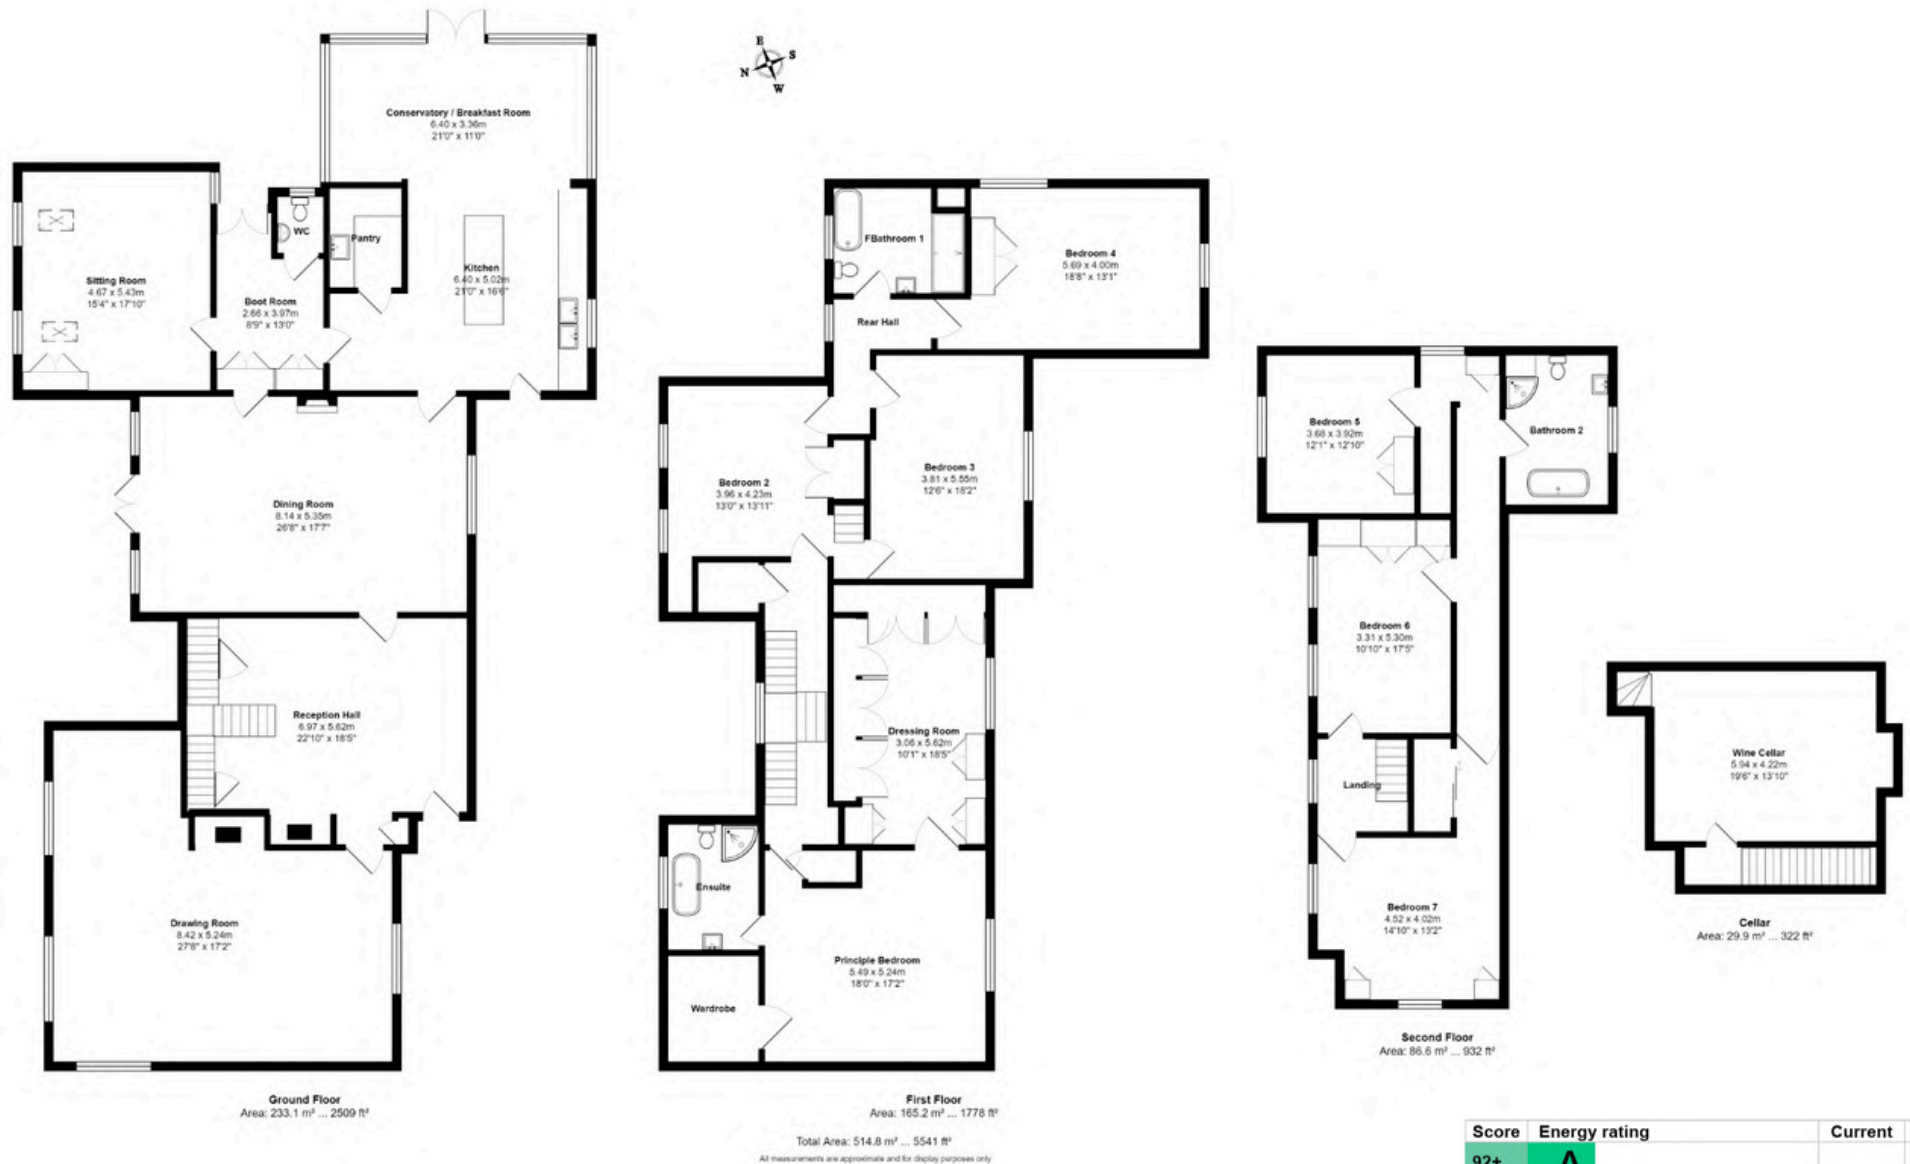 E
S
N
W
Conservatory / Breakfast Room
6.40 x 3.36m
21'0" x 11'0"
WC
Pantry
Sitting Room
4.67 x 5.43m
15'4" x 17'10"
Boot Room
2.66 x 3.97m
8'9" x 13'0"
Kitchen
6.40 x 5.02m
21'0" x 16'6"
Dining Room
8.14 x 5.35m
26'8" x 17'7"
Reception Hall
6.97 x 5.62m
22'10" x 18'5"
Drawing Room
8.42 x 5.24m
27'8" x 17'2"
Ground Floor
Area: 233.1 m² ... 2509 ft²
FBathroom 1
Bedroom 4
5.69 x 4.00m
18'8" x 13'1"
Rear Hall
Bedroom 2
3.96 x 4.23m
13'0" x 13'11"
Bedroom 3
3.81 x 5.55m
12'6" x 18'2"
Dressing Room
3.06 x 5.62m
10'1" x 18'5"
Ensuite
Principle Bedroom
5.49 x 5.24m
18'0" x 17'2"
Wardrobe
First Floor
Area: 165.2 m² ... 1778 ft²
Total Area: 514.8 m² ... 5541 ft²
All measurements are approximate and for display purposes only
Bedroom 5
3.68 x 3.92m
12'1" x 12'10"
Bathroom 2
Bedroom 6
3.31 x 5.30m
10'10" x 17'5"
Landing
Bedroom 7
4.52 x 4.02m
14'10" x 13'2"
Second Floor
Area: 86.6 m² ... 932 ft²
Wine Cellar
5.94 x 4.22m
19'6" x 13'10"
Cellar
Area: 29.9 m² ... 322 ft²
Score Energy rating Current
92+ A